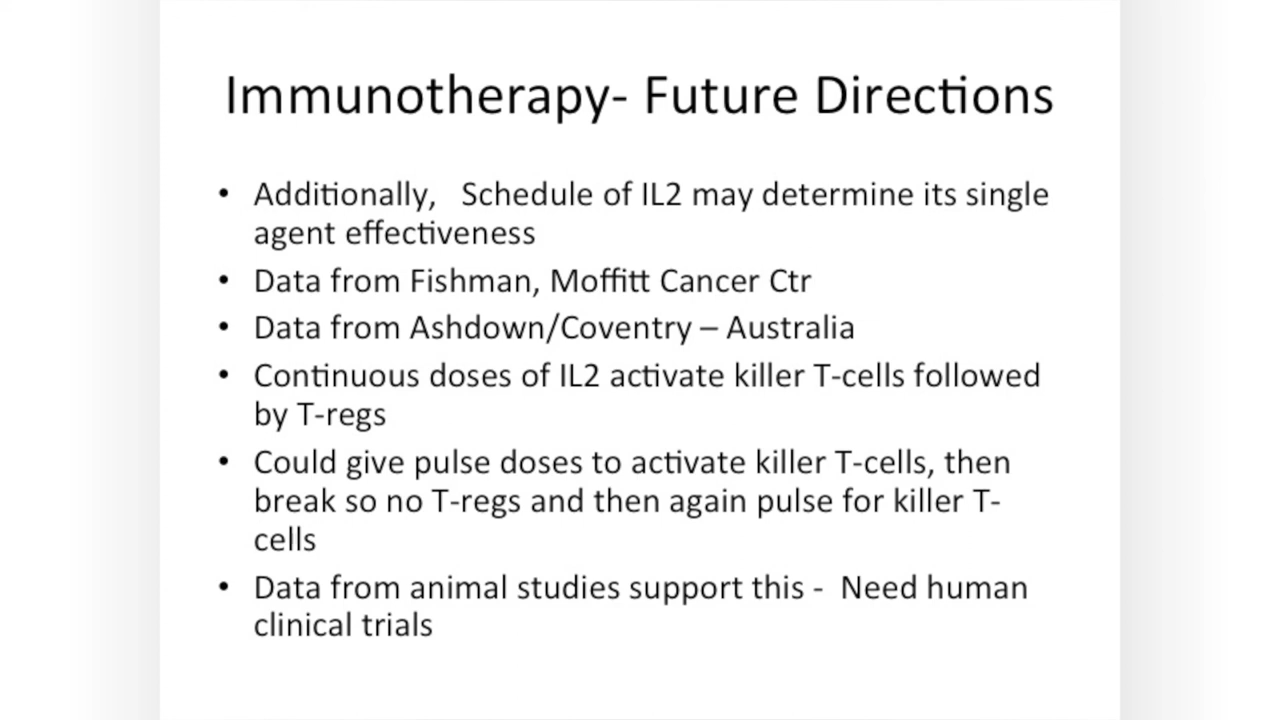 Immunotherapy- Future Directions
• Additionally,   Schedule of IL2 may determine its single
agent effectiveness
• Data from Fishman, Moffitt Cancer Ctr
• Data from Ashdown/Coventry – Australia
• Continuous doses of IL2 activate killer T-cells followed
by T-regs
• Could give pulse doses to activate killer T-cells, then
break so no T-regs and then again pulse for killer T-
cells
• Data from animal studies support this -  Need human
clinical trials